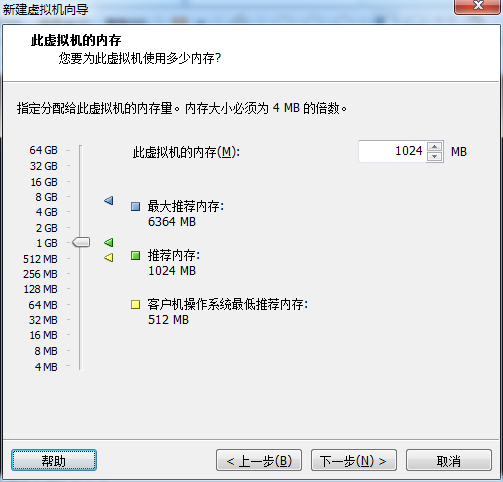 新建虚拟机向导
此虚拟机的内存
您要为此虚拟机使用多少内存?
指定分配给此虚拟机的内存量。内存大小必须为 4 MB 的倍数。
64 GB
32 GB
16 GB
8 GB
4 GB
2 GB
1 GB
512 MB
256 MB
128 MB
64 MB
32 MB
16 MB
8 MB
4 MB
此虚拟机的内存(M):
1024 MB
最大推荐内存:
6364 MB
推荐内存:
1024 MB
客户机操作系统最低推荐内存:
512 MB
帮助
< 上一步(B)
下一步(N) >
取消